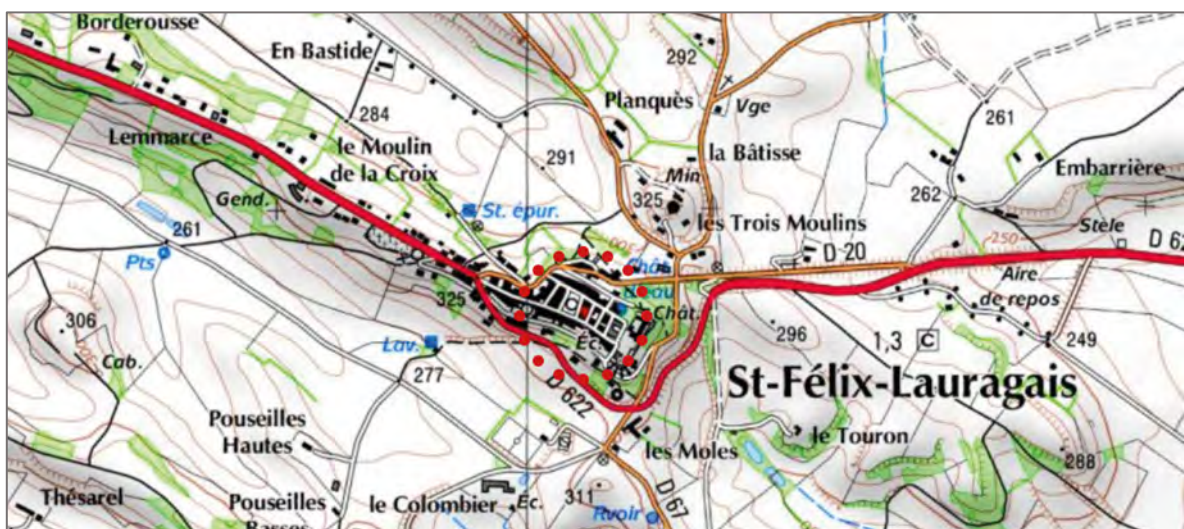 Borderousse
En Bastide
292
Planquès
Vge
284
261
Lemmarce
le Moulin
de la Croix
291
la Bâtisse
Embarrière
Min
262
Gend.
325
St. épur.
les Trois Moulins
Stèle
261
D 20
250
D 62
Pts
300
Chât.
Aire
de repos
325
306
296
Lav.
Éc.
1,3
C
249
Cab.
277
D 622
St-Félix-Lauragais
Pouseilles
Hautes
les Moles
le Touron
288
Thésarel
le Colombier
Éc.
311
D 67
Pouseilles
Basses
Rvoir